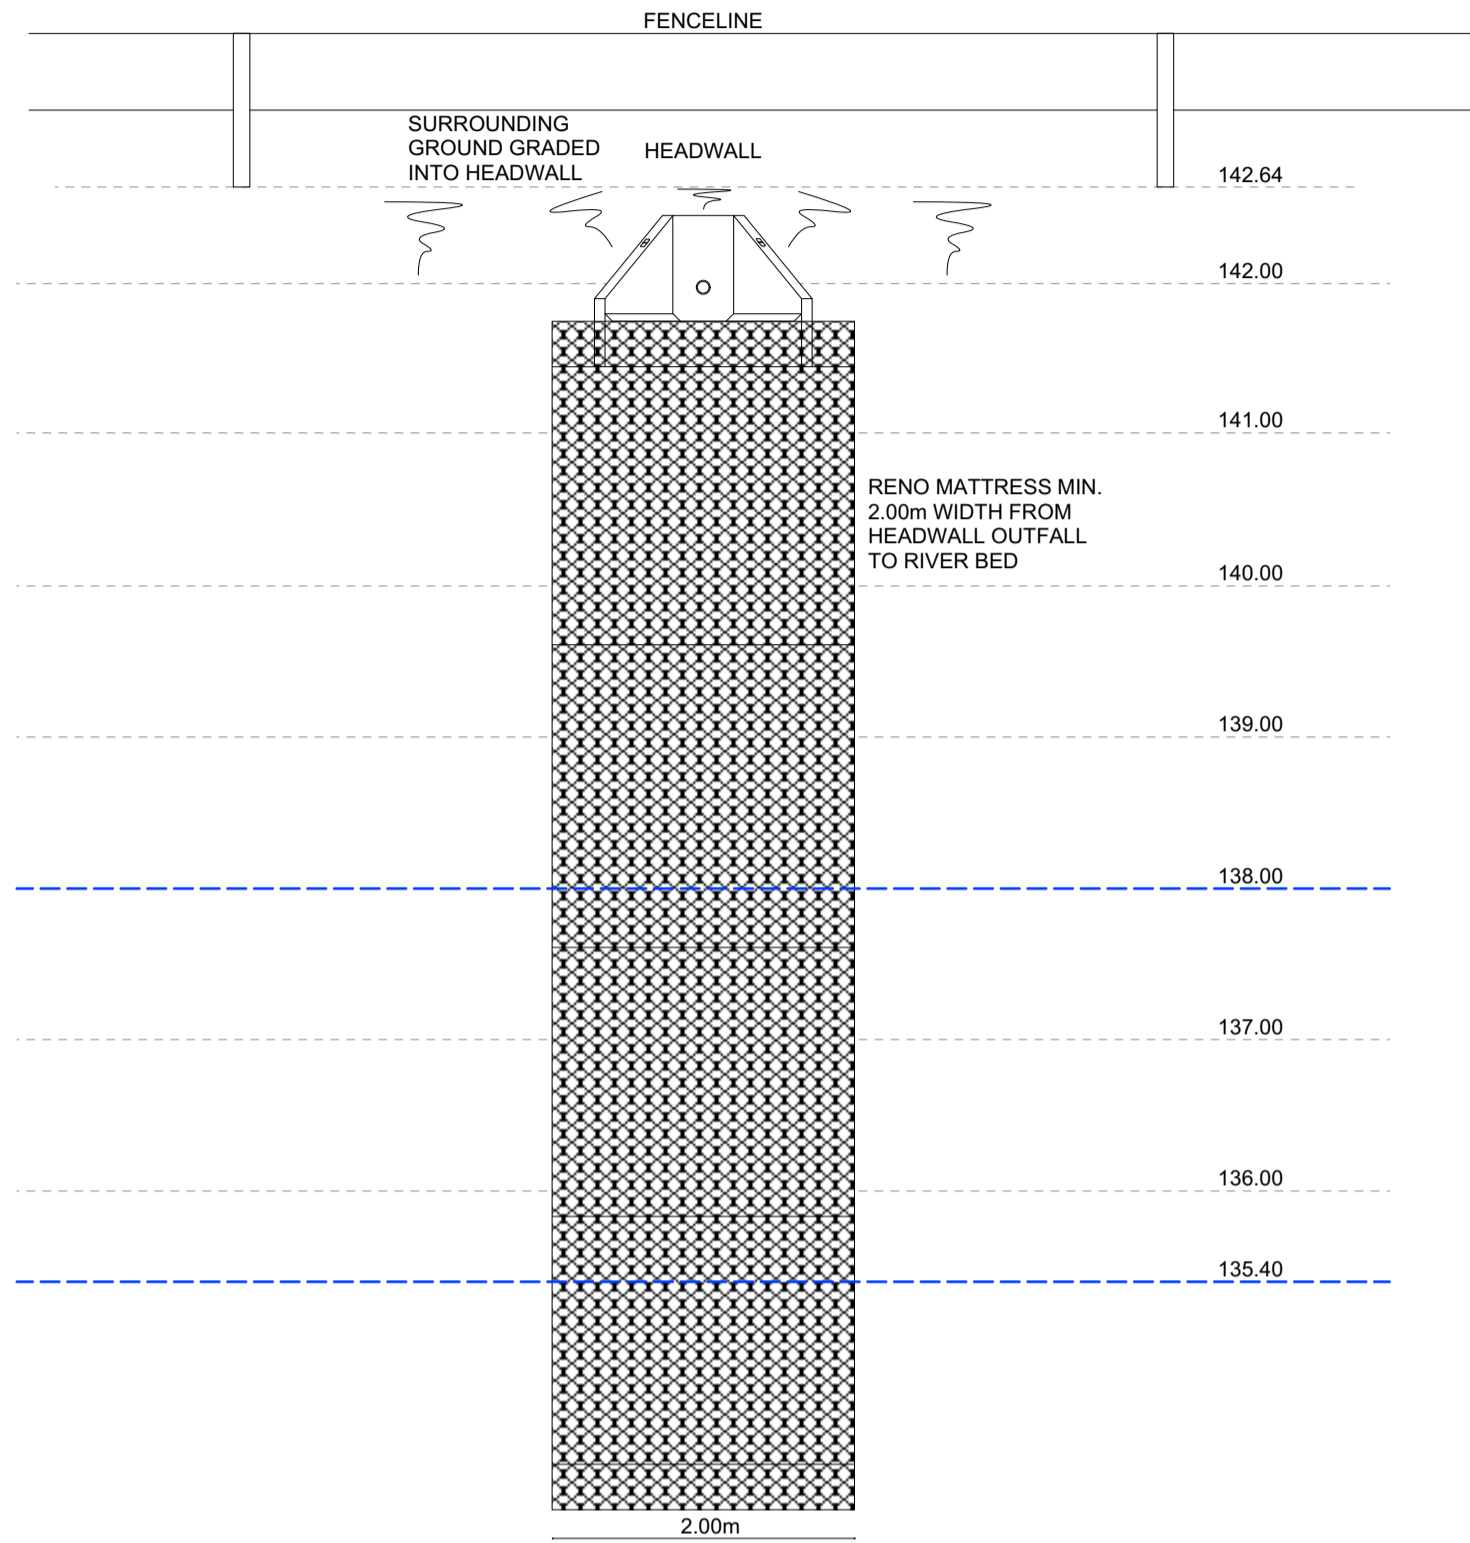 FENCELINE
SURROUNDING
GROUND GRADED
INTO HEADWALL
HEADWALL
142.64
142.00
141.00
RENO MATTRESS MIN.
2.00m WIDTH FROM
HEADWALL OUTFALL
TO RIVER BED
140.00
139.00
138.00
137.00
136.00
135.40
2.00m